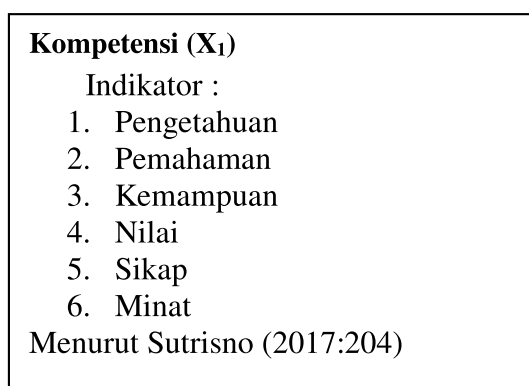 Kompetensi (X₁)
Indikator :
1. Pengetahuan
2. Pemahaman
3. Kemampuan
4. Nilai
5. Sikap
6. Minat
Menurut Sutrisno (2017:204)